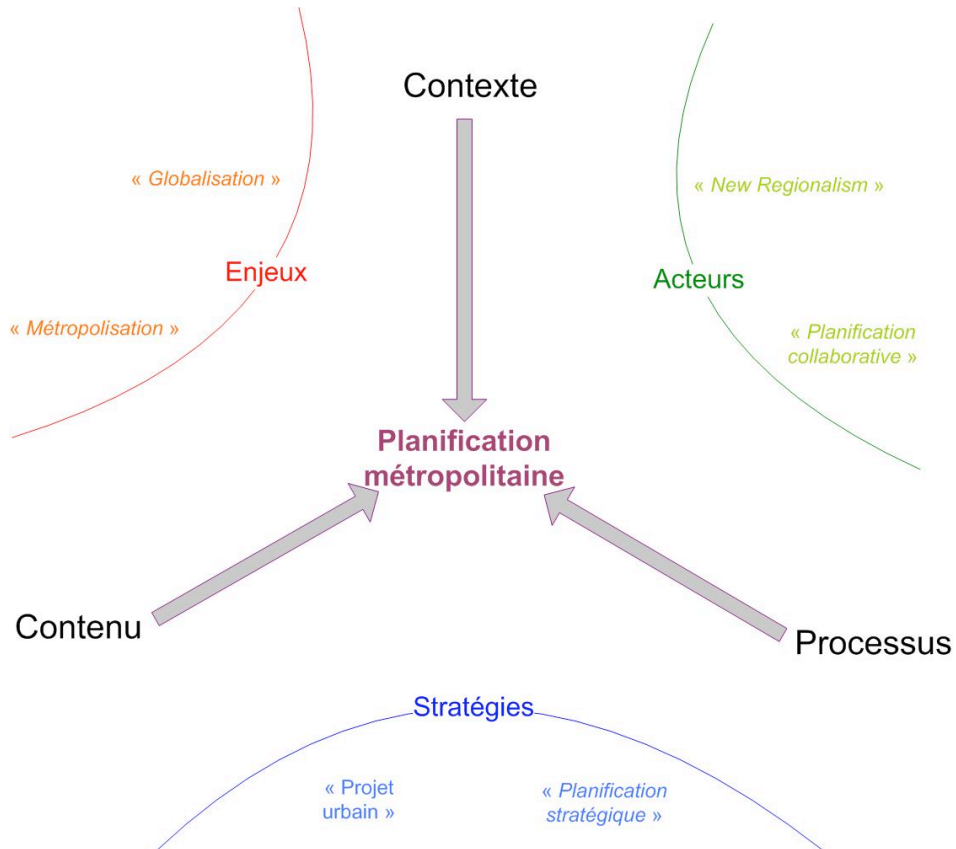 Contexte
« Globalisation »
« New Regionalism »
Enjeux
Acteurs
« Métropolisation »
« Planification
collaborative »
Planification
métropolitaine
Contenu
Processus
Stratégies
« Projet
urbain »
« Planification
stratégique »